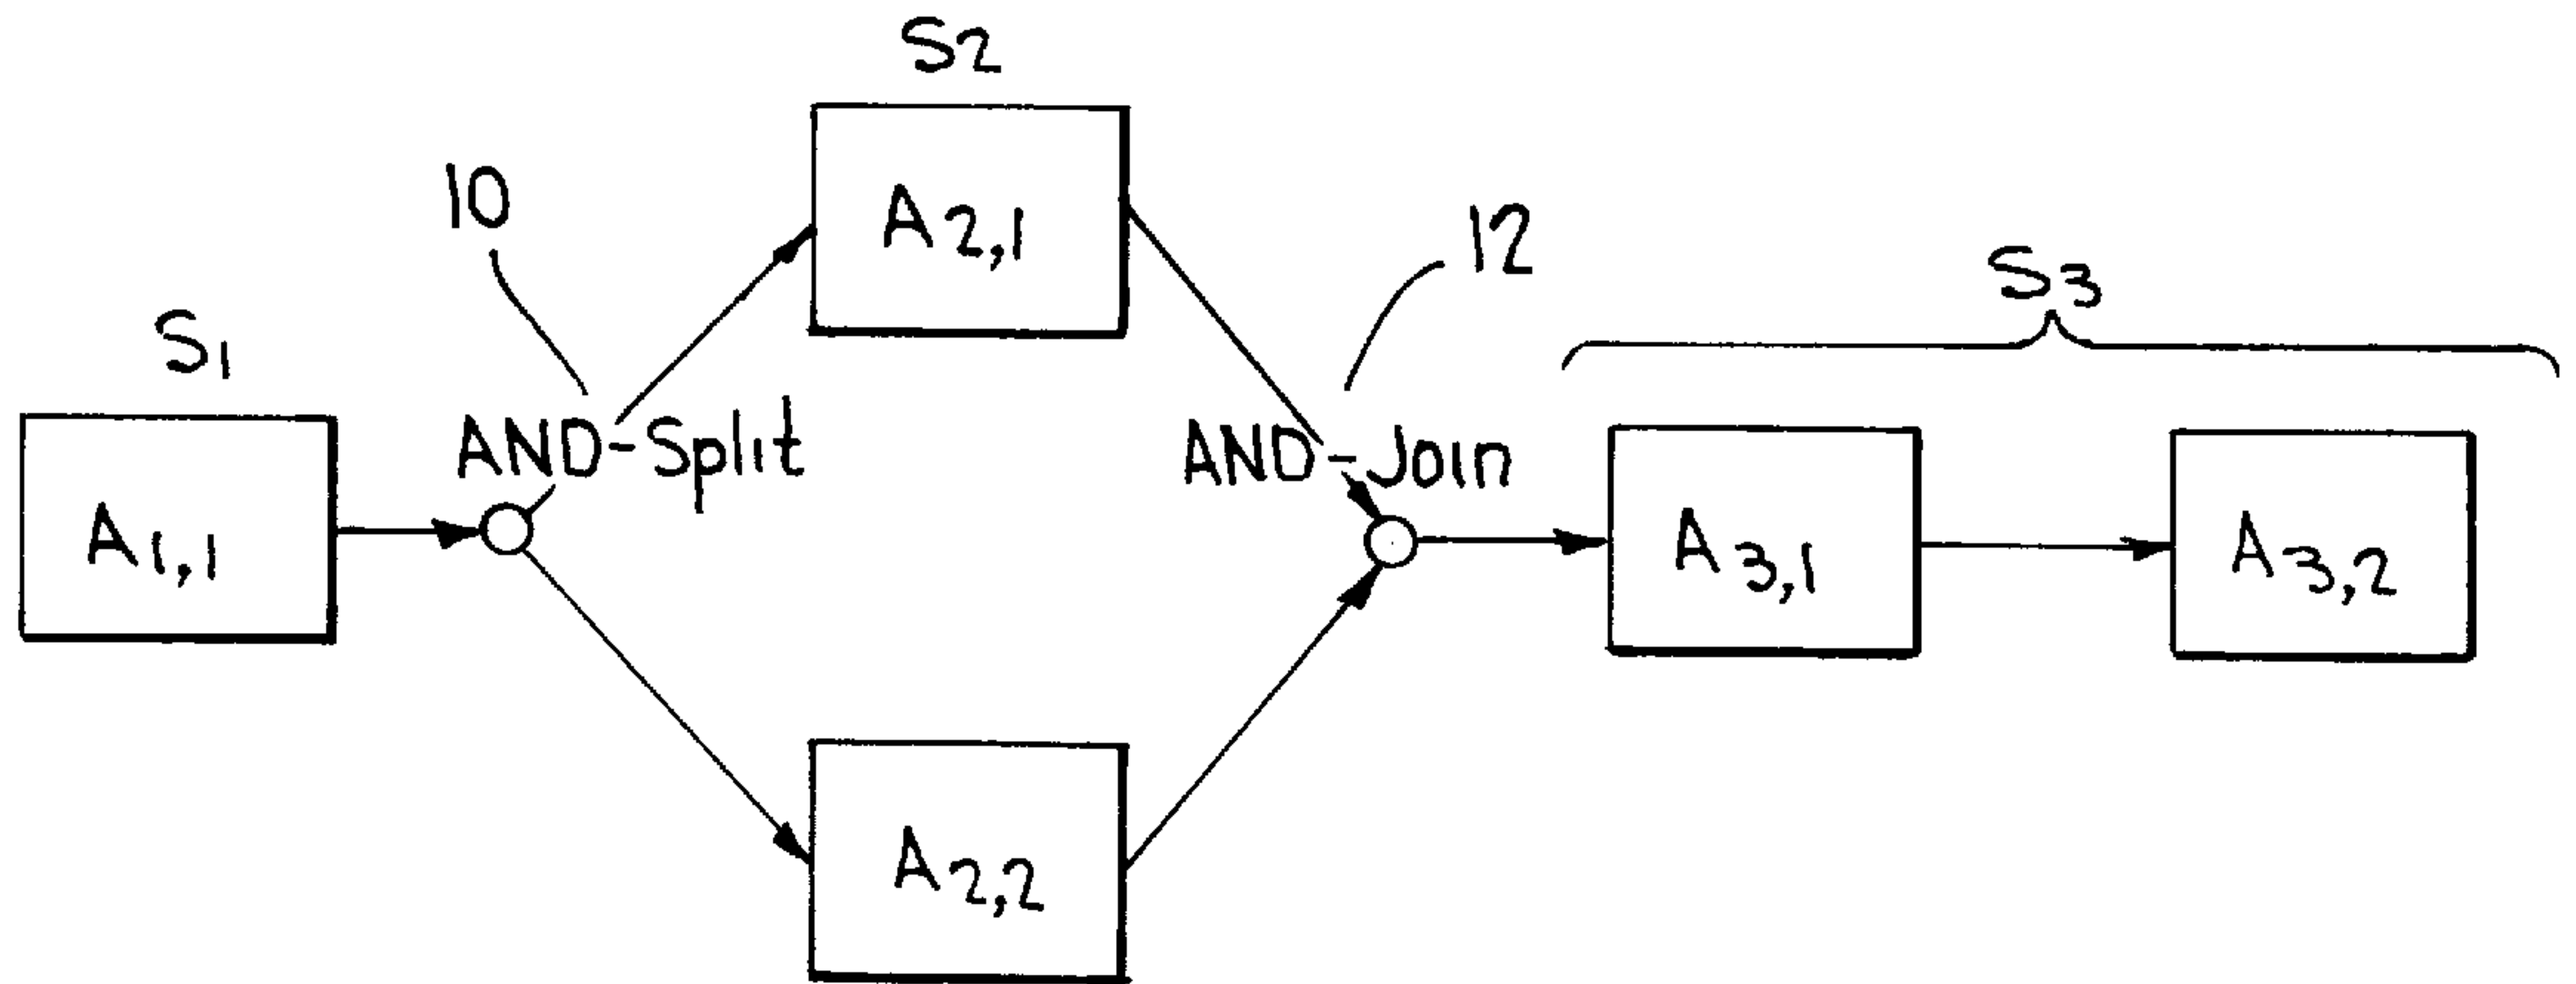 S2
10
A2,1
12
S3
S1
AND-Split
AND-Join
A1,1
A3,1
A3,2
A2,2